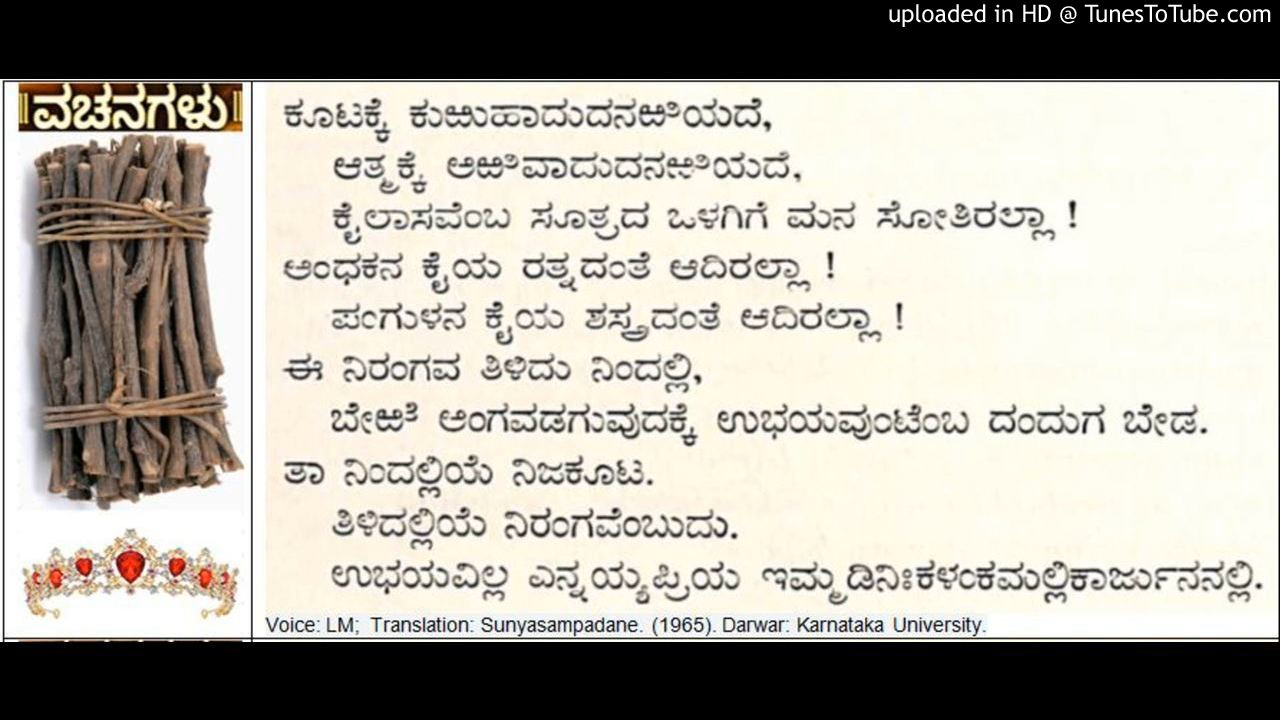 uploaded in HD @ TunesToTube.com
॥ವಚನಗಳು॥
ಕೂಟಕ್ಕೆ ಕುಱುಹಾದುದನಱಿಯದೆ,
ಆತ್ಮಕ್ಕೆ ಅಱಿವಾದುದನಱಿಯದೆ,
ಕೈಲಾಸವೆಂಬ ಸೂತ್ರದ ಒಳಗಿಗೆ ಮನ ಸೋತಿರಲ್ಲಾ !
ಅಂಧಕನ ಕೈಯ ರತ್ನದಂತೆ ಆದಿರಲ್ಲಾ !
ಪಂಗುಳನ ಕೈಯ ಶಸ್ತ್ರದಂತೆ ಆದಿರಲ್ಲಾ !
ಈ ನಿರಂಗವ ತಿಳಿದು ನಿಂದಲ್ಲಿ,
ಬೇಱೆ ಅಂಗವಡಗುವುದಕ್ಕೆ ಉಭಯವುಂಟೆಂಬ ದಂದುಗ ಬೇಡ.
ತಾ ನಿಂದಲ್ಲಿಯೆ ನಿಜಕೂಟ.
ತಿಳಿದಲ್ಲಿಯೆ ನಿರಂಗವೆಂಬುದು.
ಉಭಯವಿಲ್ಲ ಎನ್ನಯ್ಯಪ್ರಿಯ ಇಮ್ಮಡಿನಿಃಕಳಂಕಮಲ್ಲಿಕಾರ್ಜುನನಲ್ಲಿ.
Voice: LM; Translation: Sunyasampadane. (1965). Darwar: Karnataka University.